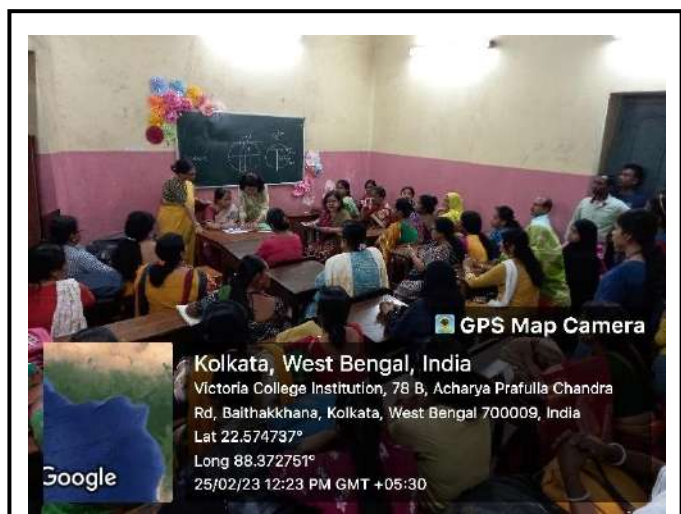 GPS Map Camera
Kolkata, West Bengal, India
Victoria College Institution, 78 B, Acharya Prafulla Chandra
Rd, Baithakkhana, Kolkata, West Bengal 700009, India
Lat 22.574737°
Long 88.372751°
25/02/23 12:23 PM GMT +05:30
Google